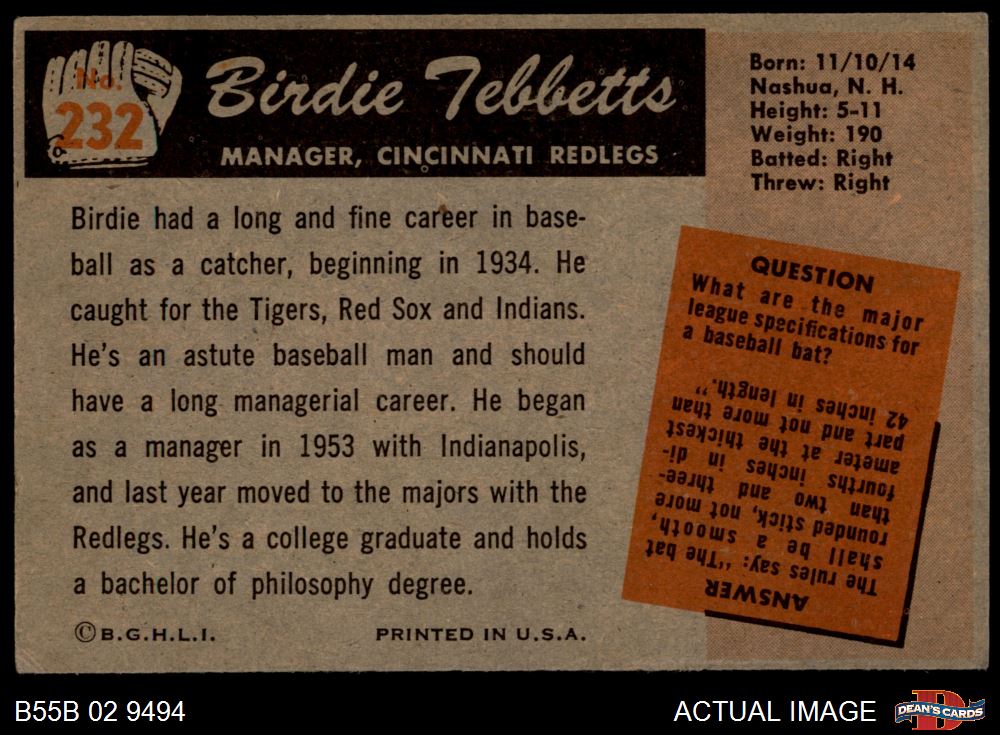 No.
232
Birdie Tebbetts
MANAGER, CINCINNATI REDLEGS
Born: 11/10/14
Nashua, N. H.
Height: 5-11
Weight: 190
Batted: Right
Threw: Right
Birdie had a long and fine career in base-
ball as a catcher, beginning in 1934. He
caught for the Tigers, Red Sox and Indians.
He's an astute baseball man and should
have a long managerial career. He began
as a manager in 1953 with Indianapolis,
and last year moved to the majors with the
Redlegs. He's a college graduate and holds
a bachelor of philosophy degree.
©B.G.H.L.I.
PRINTED IN U.S.A.
QUESTION
What are the major
league specifications for
a baseball bat?
ANSWER
The rules say: "The bat
shall be a smooth,
rounded stick, not more
than two and three-
fourths inches in di-
ameter at the thickest
part and not more than
42 inches in length."
B55B 02 9494
ACTUAL IMAGE
D
DEAN'S CARDS